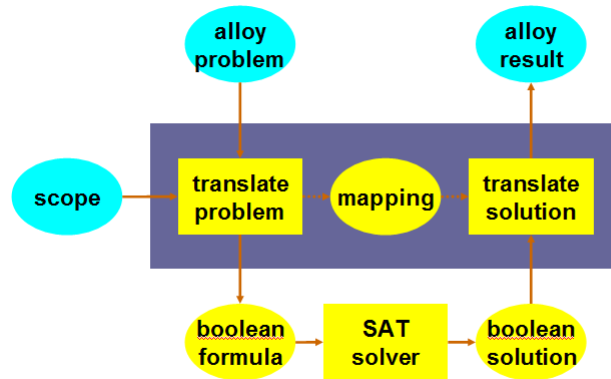 alloy
problem
alloy
result
scope
translate
problem
mapping
translate
solution
boolean
formula
SAT
solver
boolean
solution